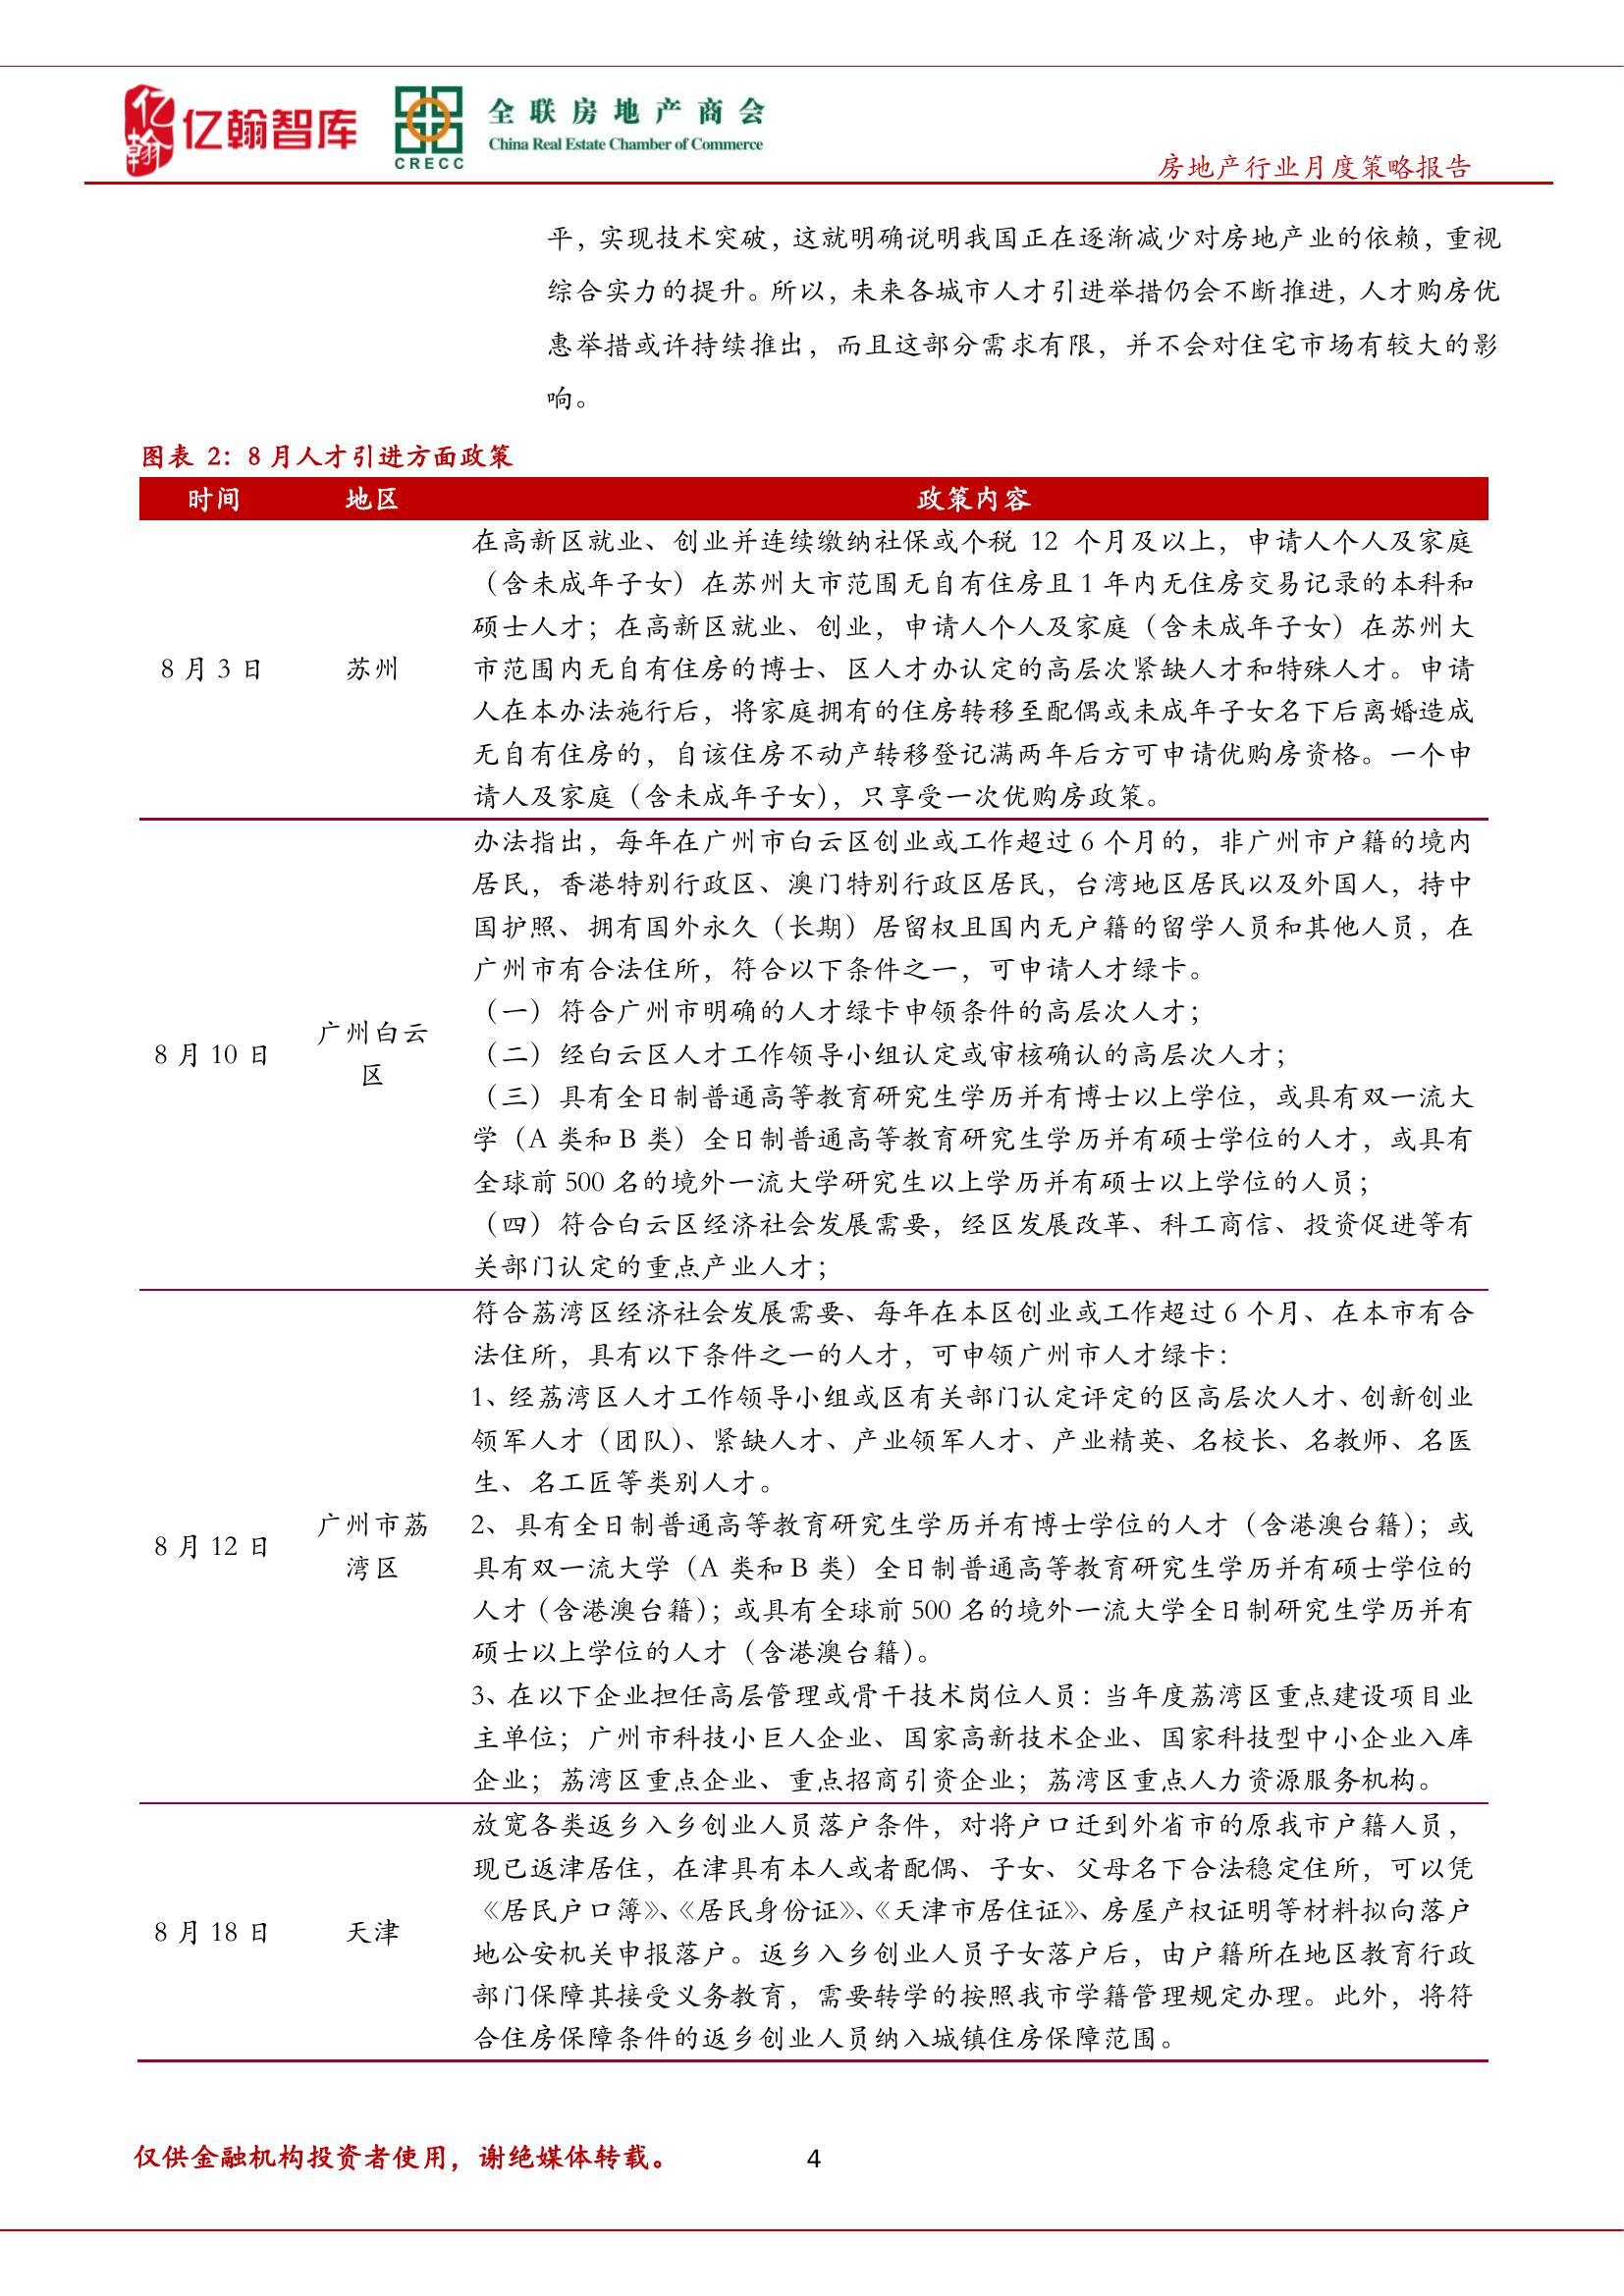 亿翰
亿翰智库
CRECC
全联房地产商会
China Real Estate Chamber of Commerce
房地产行业月度策略报告
平，实现技术突破，这就明确说明我国正在逐渐减少对房地产业的依赖，重视
综合实力的提升。所以，未来各城市人才引进举措仍会不断推进，人才购房优
惠举措或许持续推出，而且这部分需求有限，并不会对住宅市场有较大的影
响。
图表 2：8 月人才引进方面政策
时间 地区 政策内容
8 月 3 日
苏州
在高新区就业、创业并连续缴纳社保或个税 12 个月及以上，申请人个人及家庭
（含未成年子女）在苏州大市范围无自有住房且 1 年内无住房交易记录的本科和
硕士人才；在高新区就业、创业，申请人个人及家庭（含未成年子女）在苏州大
市范围内无自有住房的博士、区人才办认定的高层次紧缺人才和特殊人才。申请
人在本办法施行后，将家庭拥有的住房转移至配偶或未成年子女名下后离婚造成
无自有住房的，自该住房不动产转移登记满两年后方可申请优购房资格。一个申
请人及家庭（含未成年子女），只享受一次优购房政策。
8 月 10 日
广州白云
区
办法指出，每年在广州市白云区创业或工作超过 6 个月的，非广州市户籍的境内
居民，香港特别行政区、澳门特别行政区居民，台湾地区居民以及外国人，持中
国护照、拥有国外永久（长期）居留权且国内无户籍的留学人员和其他人员，在
广州市有合法住所，符合以下条件之一，可申请人才绿卡。
（一）符合广州市明确的人才绿卡申领条件的高层次人才；
（二）经白云区人才工作领导小组认定或审核确认的高层次人才；
（三）具有全日制普通高等教育研究生学历并有博士以上学位，或具有双一流大
学（A 类和 B 类）全日制普通高等教育研究生学历并有硕士学位的人才，或具有
全球前 500 名的境外一流大学研究生以上学历并有硕士以上学位的人员；
（四）符合白云区经济社会发展需要，经区发展改革、科工商信、投资促进等有
关部门认定的重点产业人才；
8 月 12 日
广州市荔
湾区
符合荔湾区经济社会发展需要、每年在本区创业或工作超过 6 个月、在本市有合
法住所，具有以下条件之一的人才，可申领广州市人才绿卡：
1、经荔湾区人才工作领导小组或区有关部门认定评定的区高层次人才、创新创业
领军人才（团队）、紧缺人才、产业领军人才、产业精英、名校长、名教师、名医
生、名工匠等类别人才。
2、具有全日制普通高等教育研究生学历并有博士学位的人才（含港澳台籍）；或
具有双一流大学（A 类和 B 类）全日制普通高等教育研究生学历并有硕士学位的
人才（含港澳台籍）；或具有全球前 500 名的境外一流大学全日制研究生学历并有
硕士以上学位的人才（含港澳台籍）。
3、在以下企业担任高层管理或骨干技术岗位人员：当年度荔湾区重点建设项目业
主单位；广州市科技小巨人企业、国家高新技术企业、国家科技型中小企业入库
企业；荔湾区重点企业、重点招商引资企业；荔湾区重点人力资源服务机构。
8 月 18 日
天津
放宽各类返乡入乡创业人员落户条件，对将户口迁到外省市的原我市户籍人员，
现已返津居住，在津具有本人或者配偶、子女、父母名下合法稳定住所，可以凭
《居民户口簿》、《居民身份证》、《天津市居住证》、房屋产权证明等材料拟向落户
地公安机关申报落户。返乡入乡创业人员子女落户后，由户籍所在地区教育行政
部门保障其接受义务教育，需要转学的按照我市学籍管理规定办理。此外，将符
合住房保障条件的返乡创业人员纳入城镇住房保障范围。
仅供金融机构投资者使用，谢绝媒体转载。
4